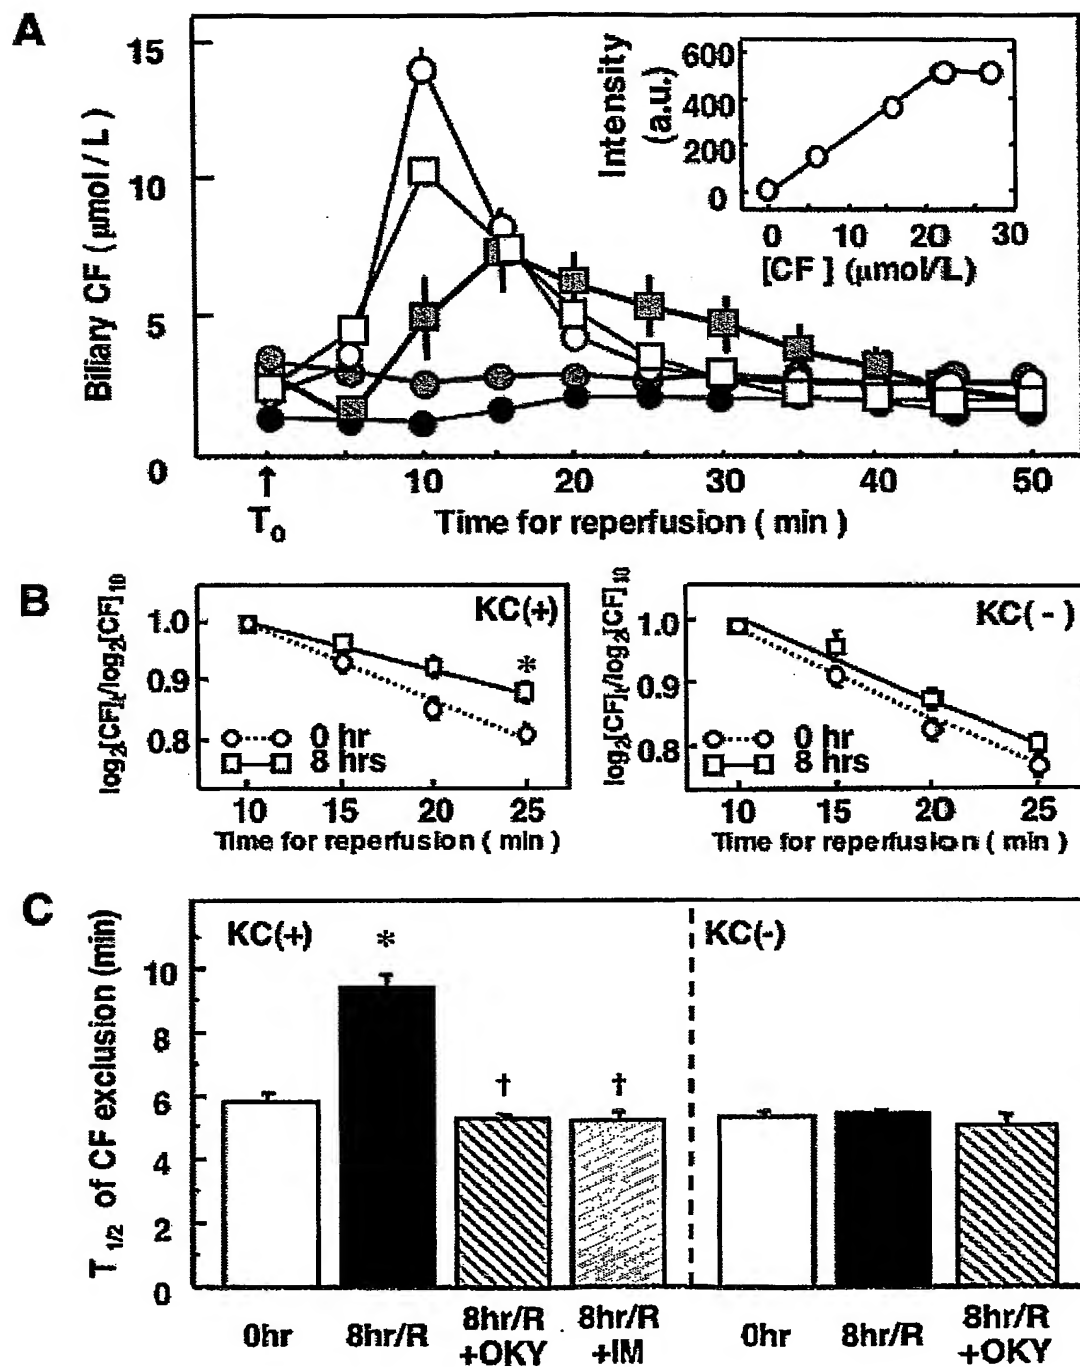 A
15
10
5
0
Biliary CF ( μmol / L )
T0
10
20
30
40
50
Time for reperfusion ( min )
Intensity
(a.u.)
600
400
200
0
0
10
20
30
[CF ] (μmol/L)
B
log2[CF]t/log2[CF]10
1.0
0.9
0.8
KC(+)
*
0 hr
8 hrs
10
15
20
25
Time for reperfusion ( min )
log2[CF]t/log2[CF]10
1.0
0.9
0.8
KC( - )
0 hr
8 hrs
10
15
20
25
Time for reperfusion ( min )
C
T 1/2 of CF exclusion (min)
10
8
6
4
2
0
KC(+)
*
†
†
KC(-)
0hr
8hr/R
8hr/R
+OKY
8hr/R
+IM
0hr
8hr/R
8hr/R
+OKY